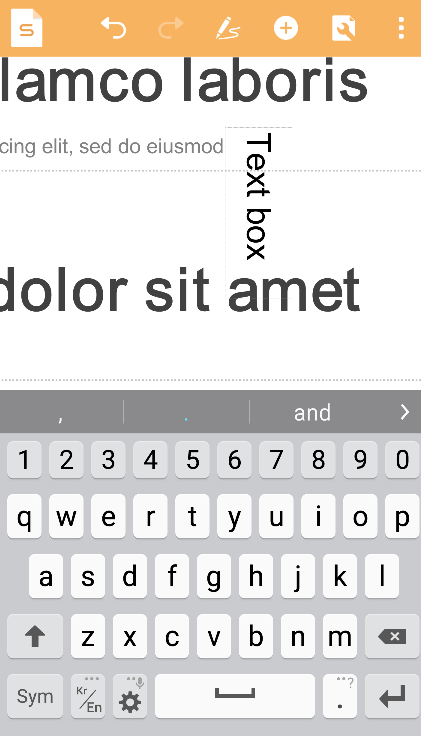 S
lamco laboris
cing elit, sed do eiusmod
Text box
dolor sit amet
, . and
1 2 3 4 5 6 7 8 9 0
q w e r t y u i o p
a s d f g h j k l
z x c v b n m
Sym Kr/En . ?